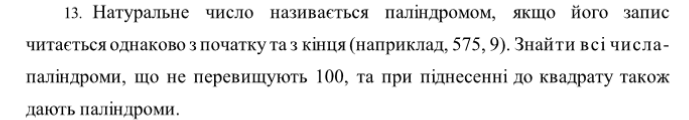 13. Натуральне число називається паліндромом, якщо його запис
читається однаково з початку та з кінця (наприклад, 575, 9). Знайти всі числа-
паліндроми, що не перевищують 100, та при піднесенні до квадрату також
дають паліндроми.